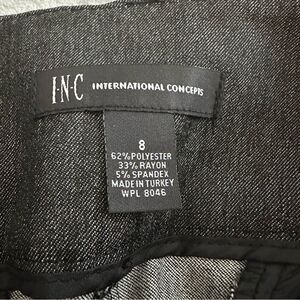 I·N·C INTERNATIONAL CONCEPTS
8
62% POLYESTER
33% RAYON
5% SPANDEX
MADE IN TURKEY
WPL 8046